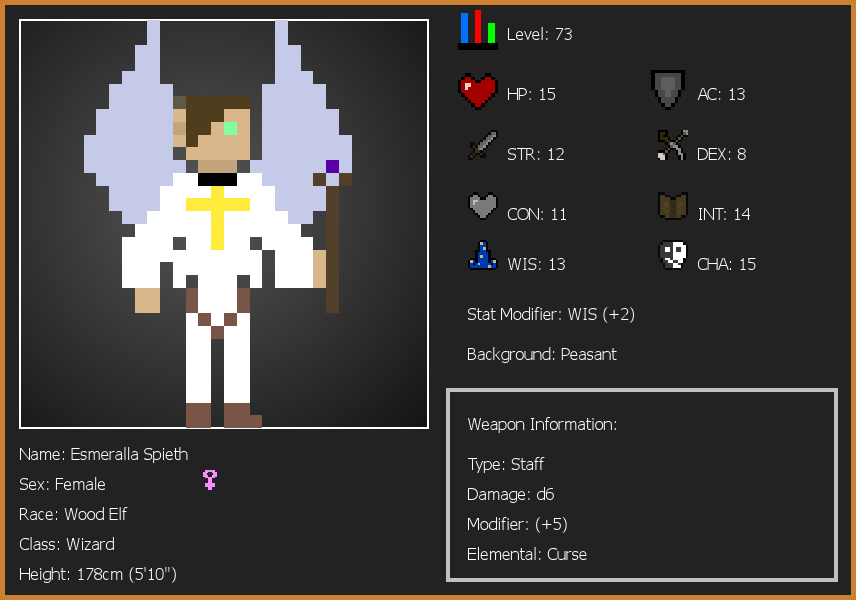 Level: 73
HP: 15
AC: 13
STR: 12
DEX: 8
CON: 11
INT: 14
WIS: 13
CHA: 15
Stat Modifier: WIS (+2)
Background: Peasant
Weapon Information:
Type: Staff
Damage: d6
Modifier: (+5)
Elemental: Curse
Name: Esmeralla Spieth
Sex: Female
Race: Wood Elf
Class: Wizard
Height: 178cm (5'10")